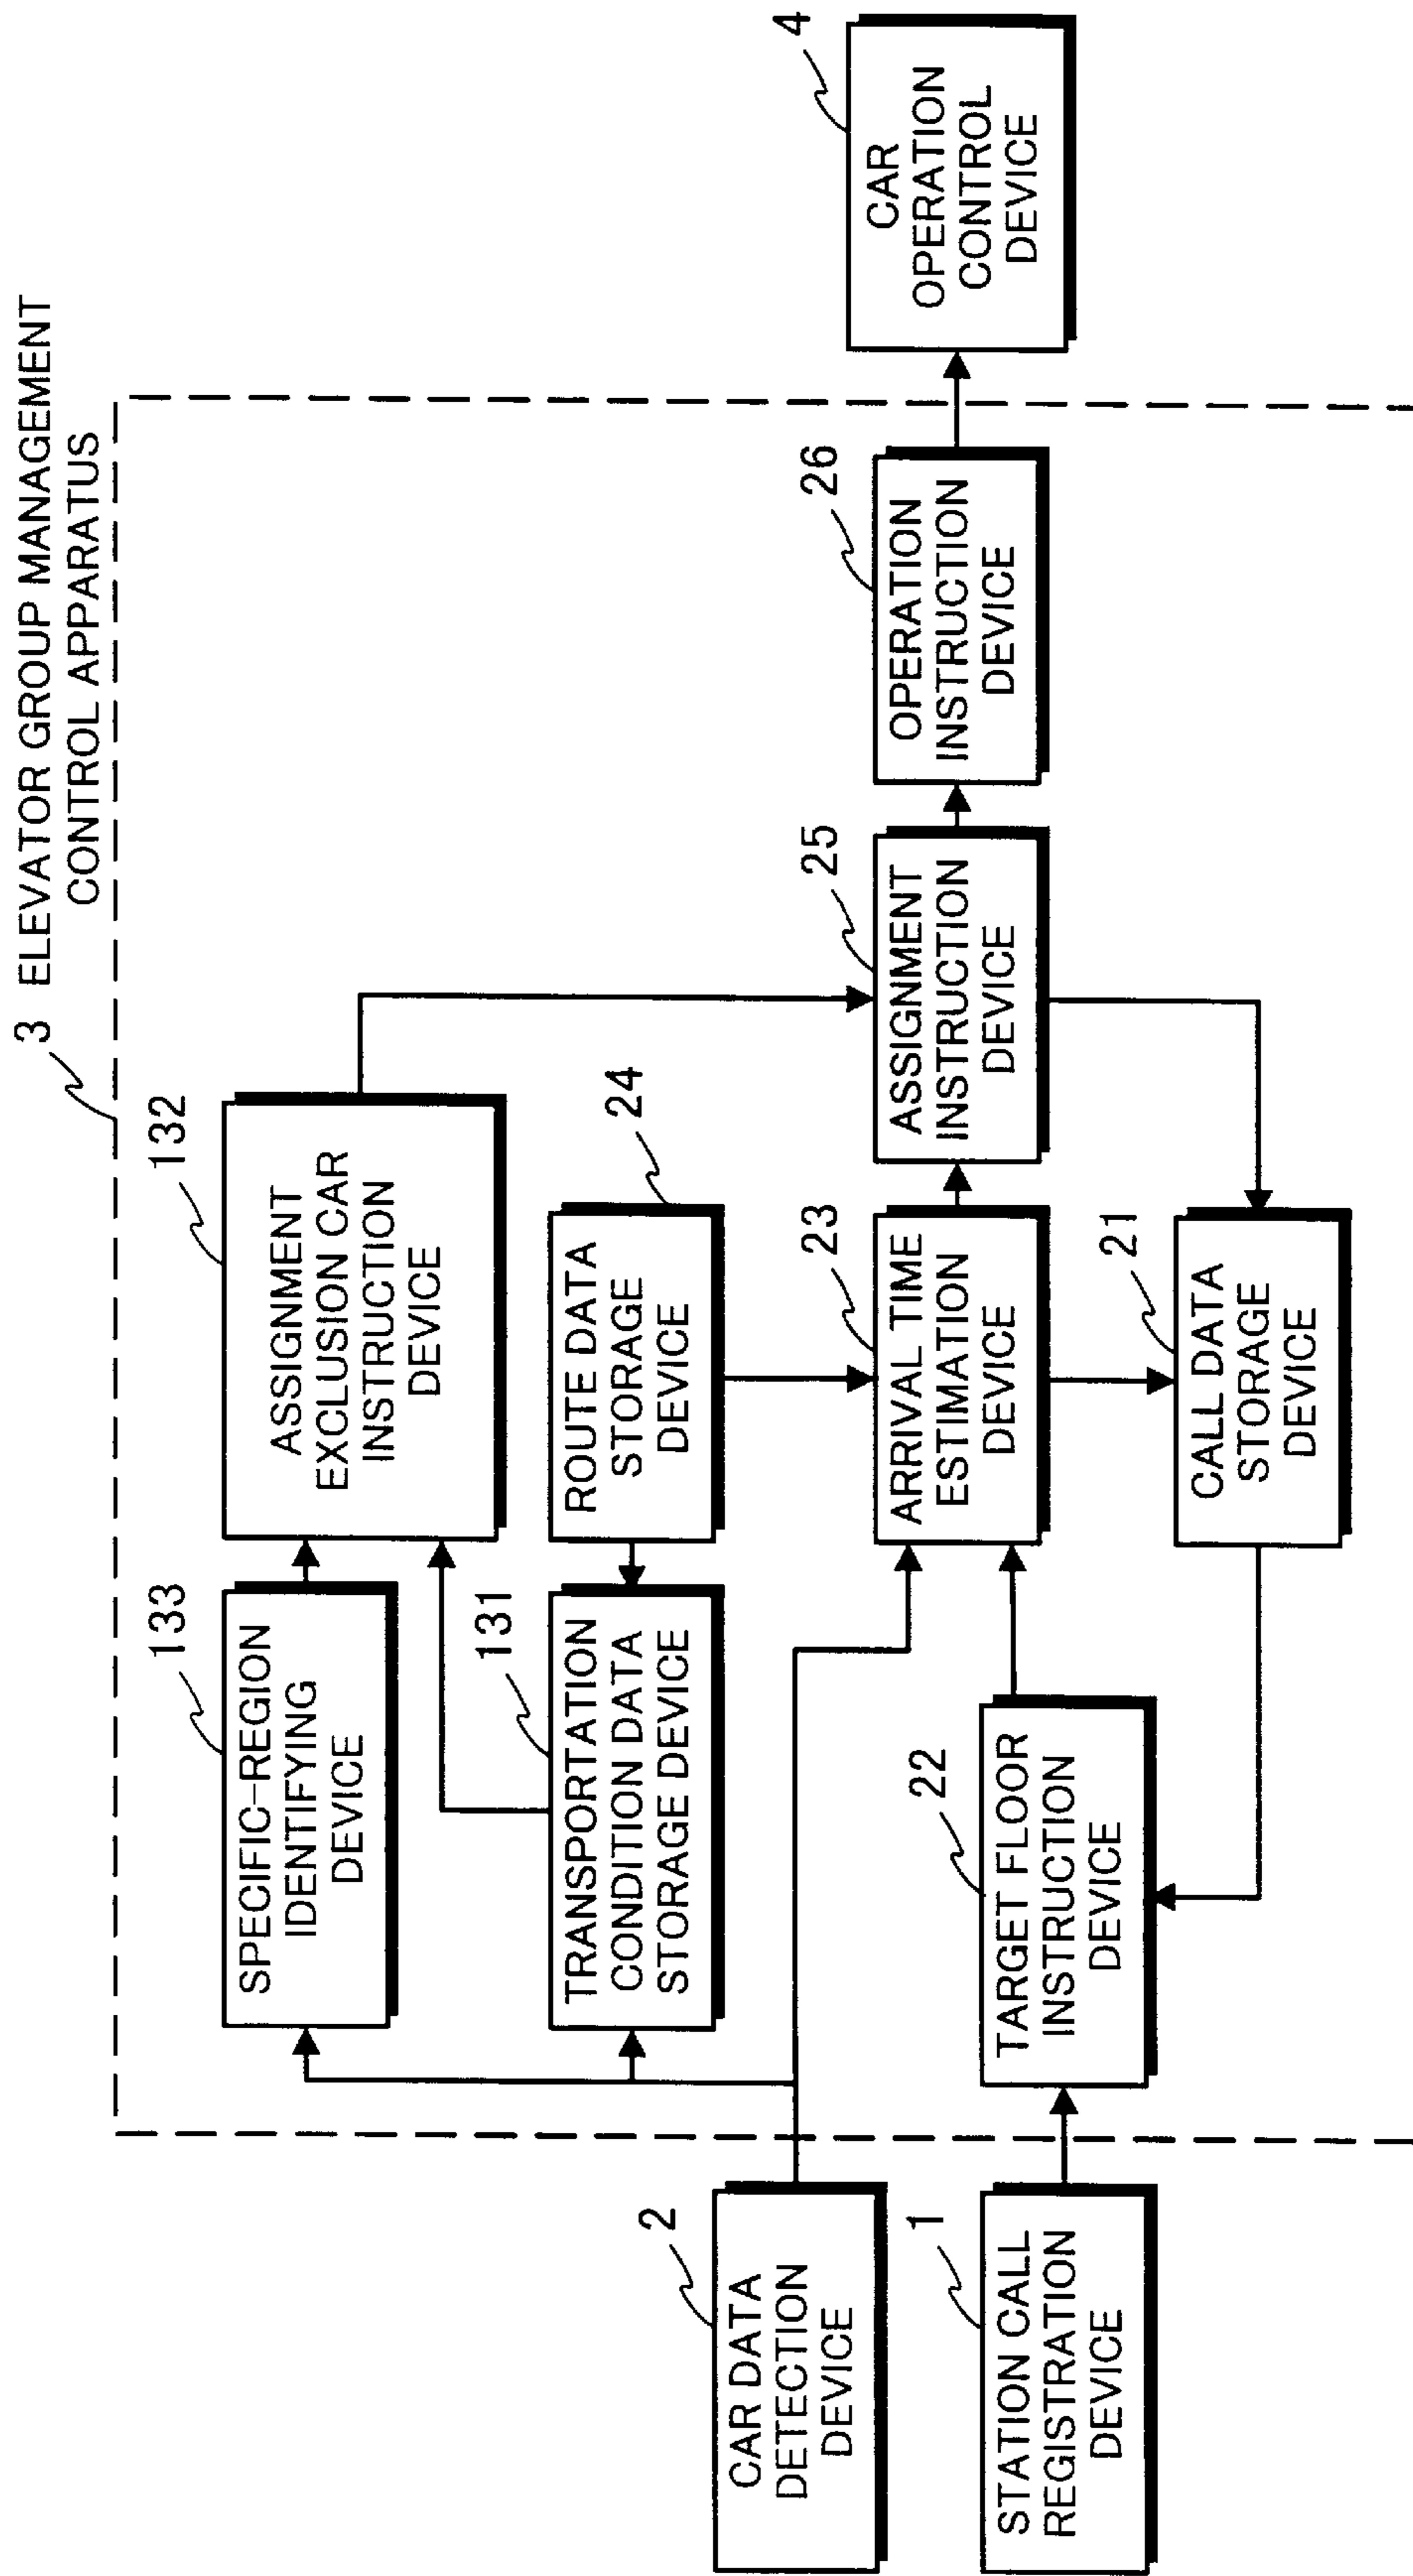 3 ELEVATOR GROUP MANAGEMENT
CONTROL APPARATUS
133
SPECIFIC-REGION
IDENTIFYING
DEVICE
132
ASSIGNMENT
EXCLUSION CAR
INSTRUCTION
DEVICE
131
TRANSPORTATION
CONDITION DATA
STORAGE DEVICE
24
ROUTE DATA
STORAGE
DEVICE
2
CAR DATA
DETECTION
DEVICE
23
ARRIVAL TIME
ESTIMATION
DEVICE
25
ASSIGNMENT
INSTRUCTION
DEVICE
26
OPERATION
INSTRUCTION
DEVICE
4
CAR
OPERATION
CONTROL
DEVICE
1
STATION CALL
REGISTRATION
DEVICE
22
TARGET FLOOR
INSTRUCTION
DEVICE
21
CALL DATA
STORAGE
DEVICE